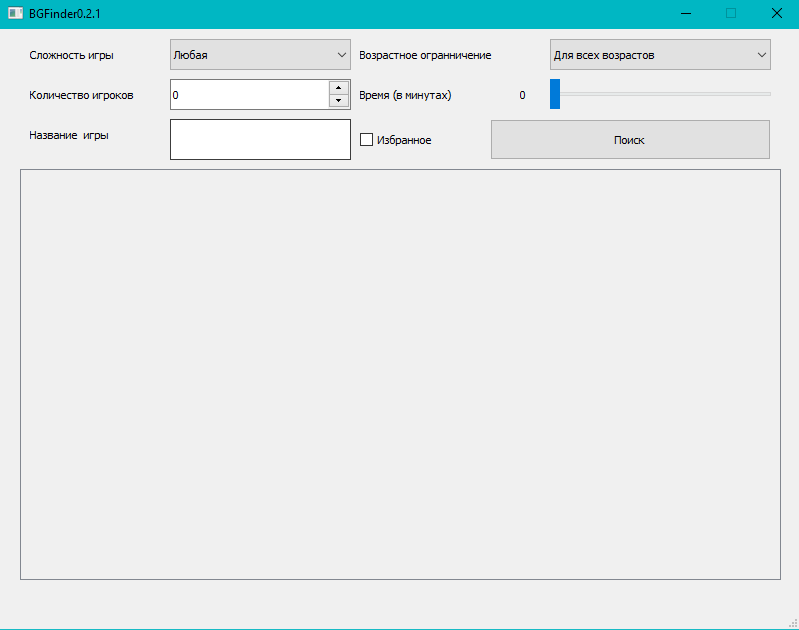 BGFinder0.2.1
Сложность игры Любая Возрастное огранничение Для всех возрастов
Количество игроков 0 Время (в минутах) 0
Название игры Избранное Поиск